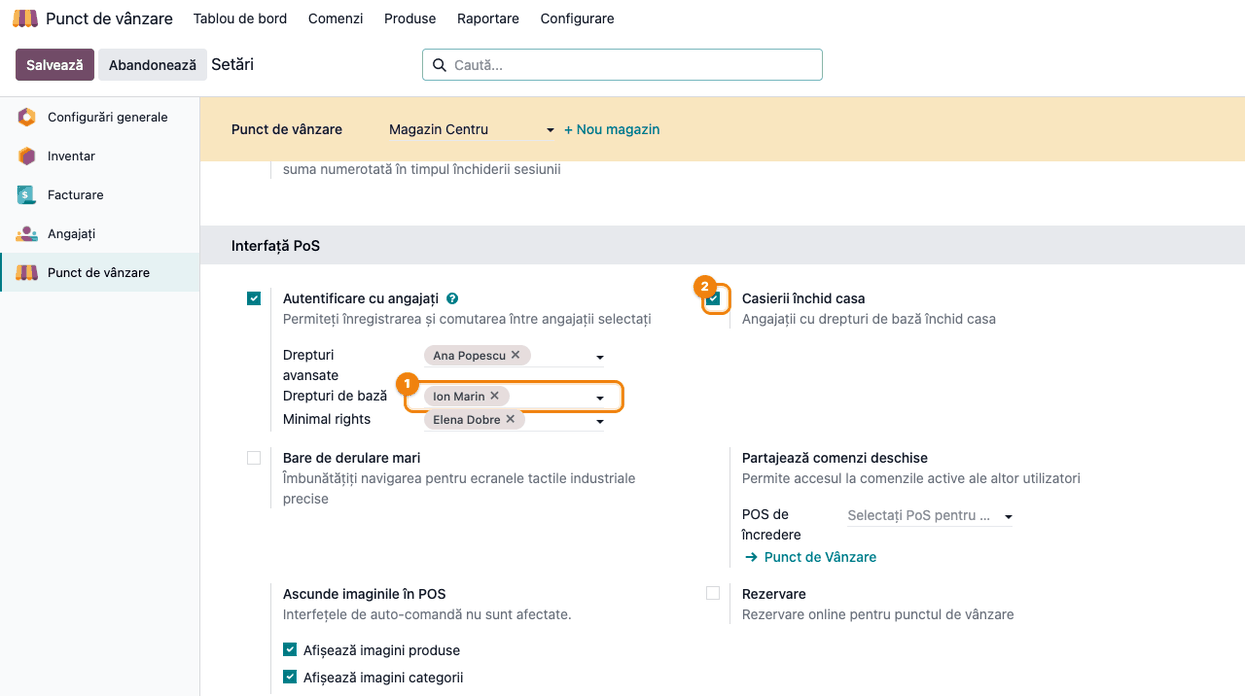 Punct de vânzare Tablou de bord Comenzi Produse Raportare Configurare
Salvează Abandonează Setări Caută...
Configurări generale
Inventar
Facturare
Angajați
Punct de vânzare
Punct de vânzare Magazin Centru + Nou magazin
suma numerotată în timpul închiderii sesiunii
Interfață PoS
Autentificare cu angajați ?
Permiteți înregistrarea și comutarea între angajații selectați
Drepturi avansate Ana Popescu ×
1
Drepturi de bază Ion Marin ×
Minimal rights Elena Dobre ×
2
Casierii închid casa
Angajații cu drepturi de bază închid casa
Bare de derulare mari
Îmbunătățiți navigarea pentru ecranele tactile industriale
precise
Partajează comenzi deschise
Permite accesul la comenzile active ale altor utilizatori
POS de încredere Selectați PoS pentru ...
→ Punct de Vânzare
Ascunde imaginile în POS
Interfețele de auto-comandă nu sunt afectate.
Afișează imagini produse
Afișează imagini categorii
Rezervare
Rezervare online pentru punctul de vânzare